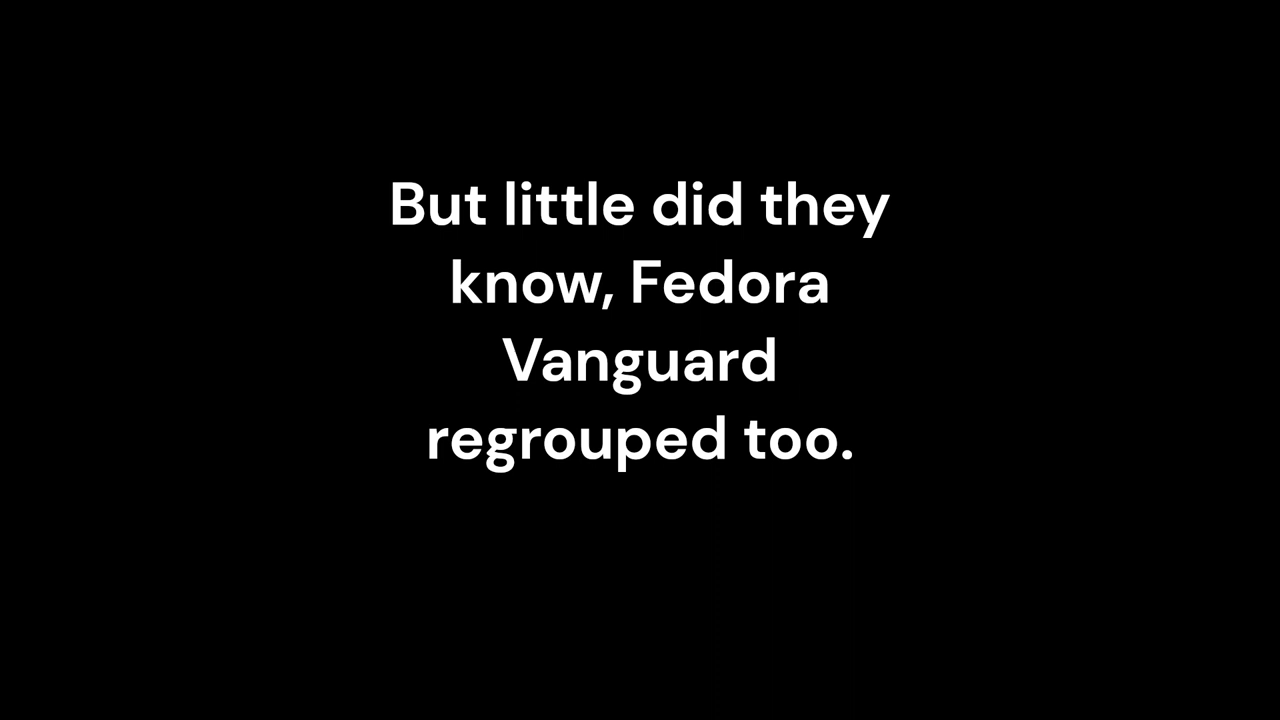 But little did they
know, Fedora
Vanguard
regrouped too.